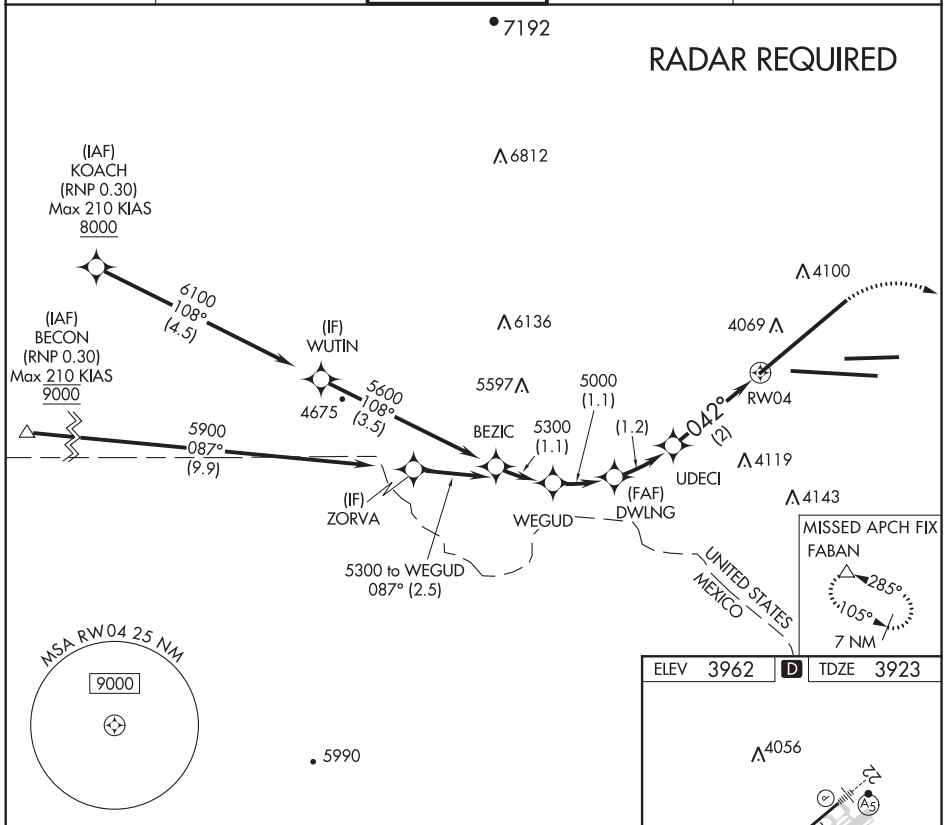 7192
RADAR REQUIRED
6812
(IAF)
KOACH
(RNP 0.30)
Max 210 KIAS
8000
6100
108°
(4.5)
4100
(IAF)
BECON
(RNP 0.30)
Max 210 KIAS
9000
(IF)
WUTIN
6136
4069
4675
5600
108°
(3.5)
5597
5000
(1.1)
RW04
5900
087°
(9.9)
BEZIC
5300
(1.1)
(1.2)
042°
(2)
UDECI
4119
(IF)
ZORVA
WEGUD
(FAF)
DWLNG
4143
5300 to WEGUD
087° (2.5)
UNITED STATES
MEXICO
MISSED APCH FIX
FABAN
285°
105°
7 NM
MSA RW04 25 NM
9000
5990
ELEV 3962 D TDZE 3923
4056
22
P
A5